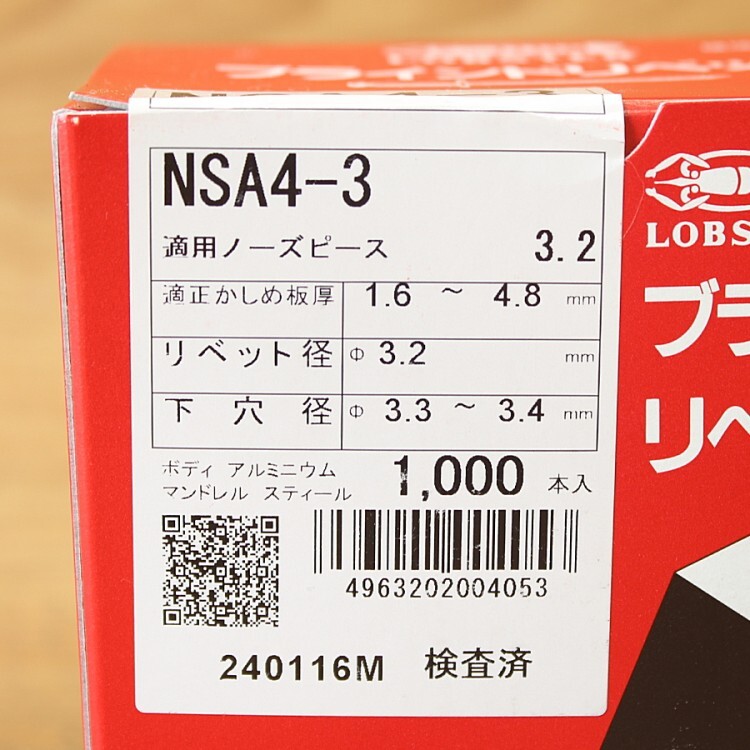 NSA4-3
適用ノーズピース 3.2
適正かしめ板厚 1.6 ~ 4.8 mm
リベット径 Φ 3.2 mm
下穴径 Φ 3.3 ~ 3.4 mm
ボディ アルミニウム
マンドレル スティール 1,000 本入
4963202004053
240116M 検査済
LOBS
ブラ
リベ